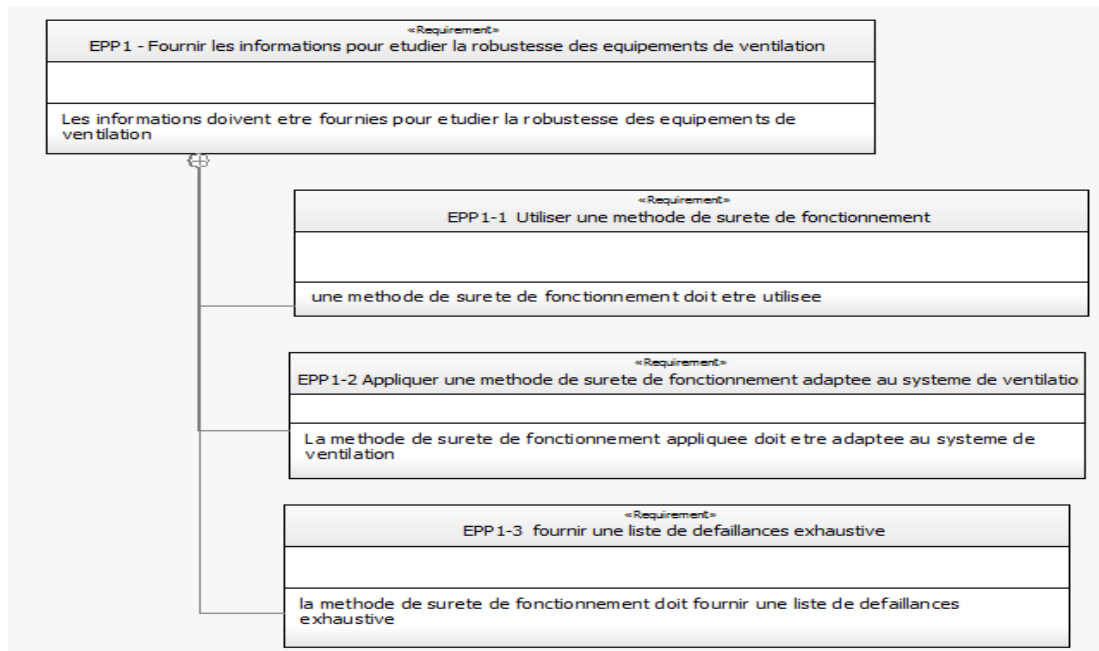 «Requirement»
EPP1 - Fournir les informations pour etudier la robustesse des equipements de ventilation
Les informations doivent etre fournies pour etudier la robustesse des equipements de
ventilation
«Requirement»
EPP1-1 Utiliser une methode de surete de fonctionnement
une methode de surete de fonctionnement doit etre utilisee
«Requirement»
EPP1-2 Appliquer une methode de surete de fonctionnement adaptee au systeme de ventilatio
La methode de surete de fonctionnement appliquee doit etre adaptee au systeme de
ventilation
«Requirement»
EPP1-3 fournir une liste de defaillances exhaustive
la methode de surete de fonctionnement doit fournir une liste de defaillances
exhaustive